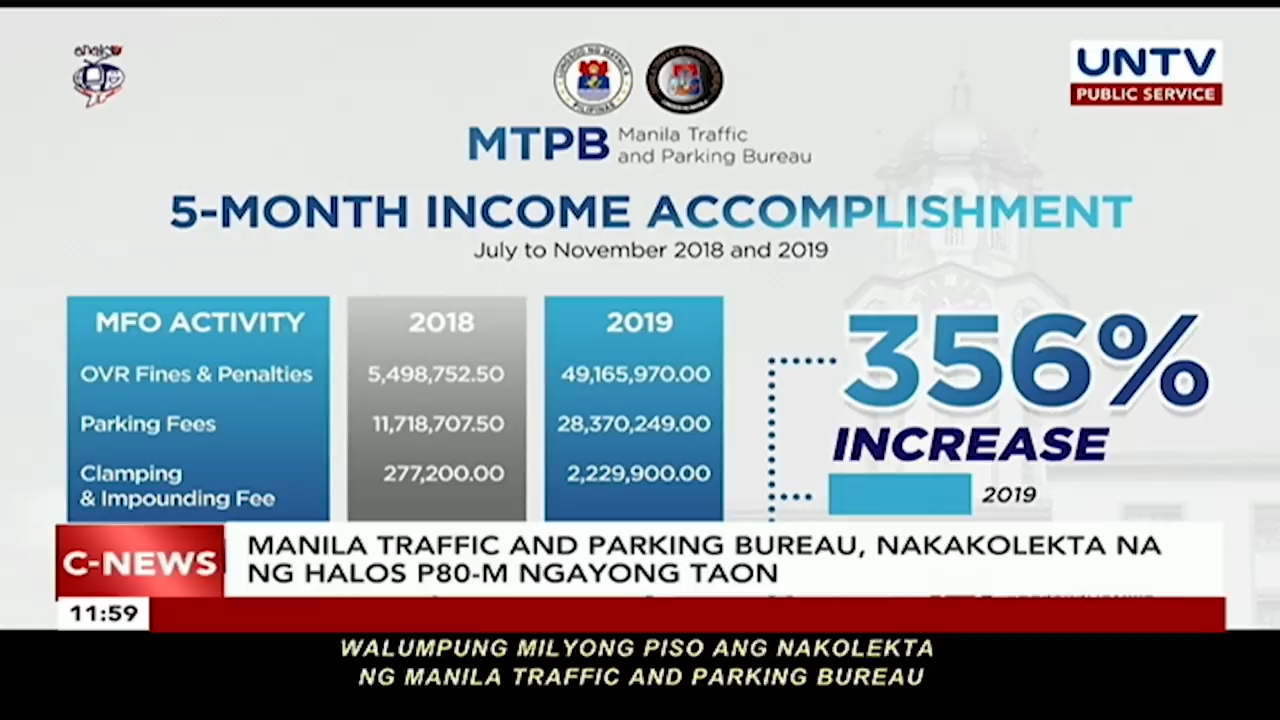 UNTV
PUBLIC SERVICE
MTPB Manila Traffic
and Parking Bureau
5-MONTH INCOME ACCOMPLISHMENT
July to November 2018 and 2019
MFO ACTIVITY 2018 2019
OVR Fines & Penalties 5,498,752.50 49,165,970.00
Parking Fees 11,718,707.50 28,370,249.00
Clamping 277,200.00 2,229,900.00
& Impounding Fee
356%
INCREASE
2019
C-NEWS
MANILA TRAFFIC AND PARKING BUREAU, NAKAKOLEKTA NA
NG HALOS P80-M NGAYONG TAON
11:59
WALUMPUNG MILYONG PISO ANG NAKOLEKTA
NG MANILA TRAFFIC AND PARKING BUREAU